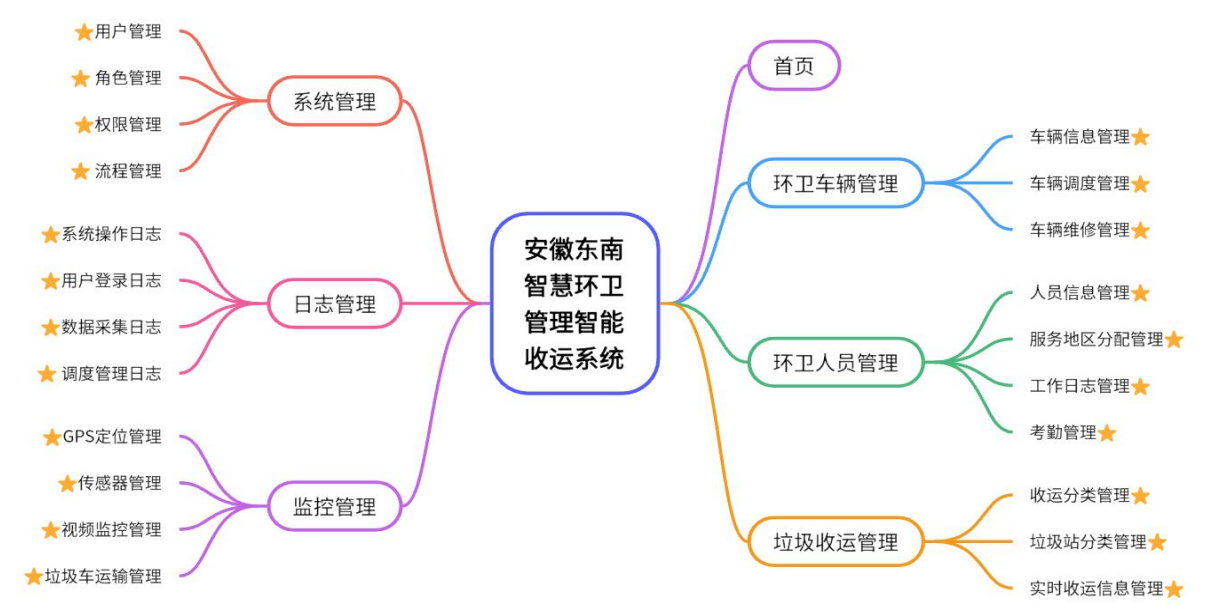 安徽东南
智慧环卫
管理智能
收运系统
系统管理
用户管理
角色管理
权限管理
流程管理
日志管理
系统操作日志
用户登录日志
数据采集日志
调度管理日志
监控管理
GPS定位管理
传感器管理
视频监控管理
垃圾车运输管理
首页
环卫车辆管理
车辆信息管理
车辆调度管理
车辆维修管理
环卫人员管理
人员信息管理
服务地区分配管理
工作日志管理
考勤管理
垃圾收运管理
收运分类管理
垃圾站分类管理
实时收运信息管理